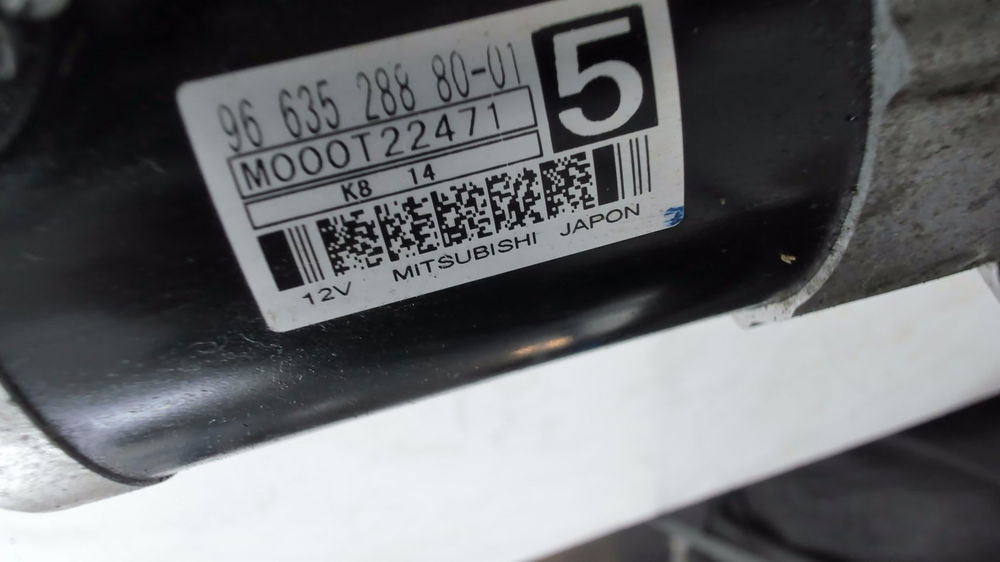 96 635 288 80-01
5
M000T22471
K8 14
12V MITSUBISHI JAPON